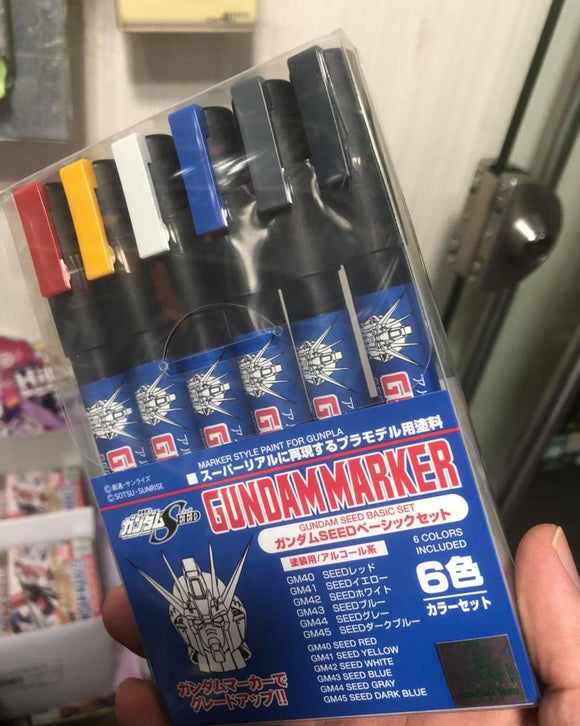 MARKER STYLE PAINT FOR GUNPLA
■スーパーリアルに再現するプラモデル用塗料
GUNDAM MARKER
©創通・サンライズ
©SOTSU・SUNRISE
ガンダムSEED
GUNDAM SEED BASIC SET
ガンダムSEEDベーシックセット
塗装用/アルコール系
GM40 SEEDレッド
GM41 SEEDイエロー
GM42 SEEDホワイト
GM43 SEEDブルー
GM44 SEEDグレー
GM45 SEEDダークブルー
GM40 SEED RED
GM41 SEED YELLOW
GM42 SEED WHITE
GM43 SEED BLUE
GM44 SEED GRAY
GM45 SEED DARK BLUE
6 COLORS
INCLUDED
6色
カラーセット
ガンダムマーカーで
グレードアップ!!